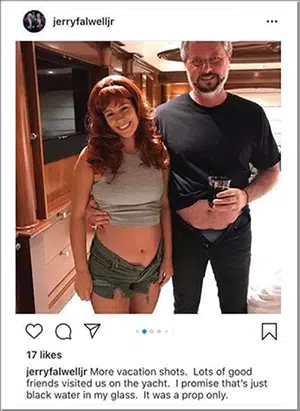 jerryfalwelljr
17 likes
jerryfalwelljr More vacation shots. Lots of good
friends visited us on the yacht. I promise that's just
black water in my glass. It was a prop only.